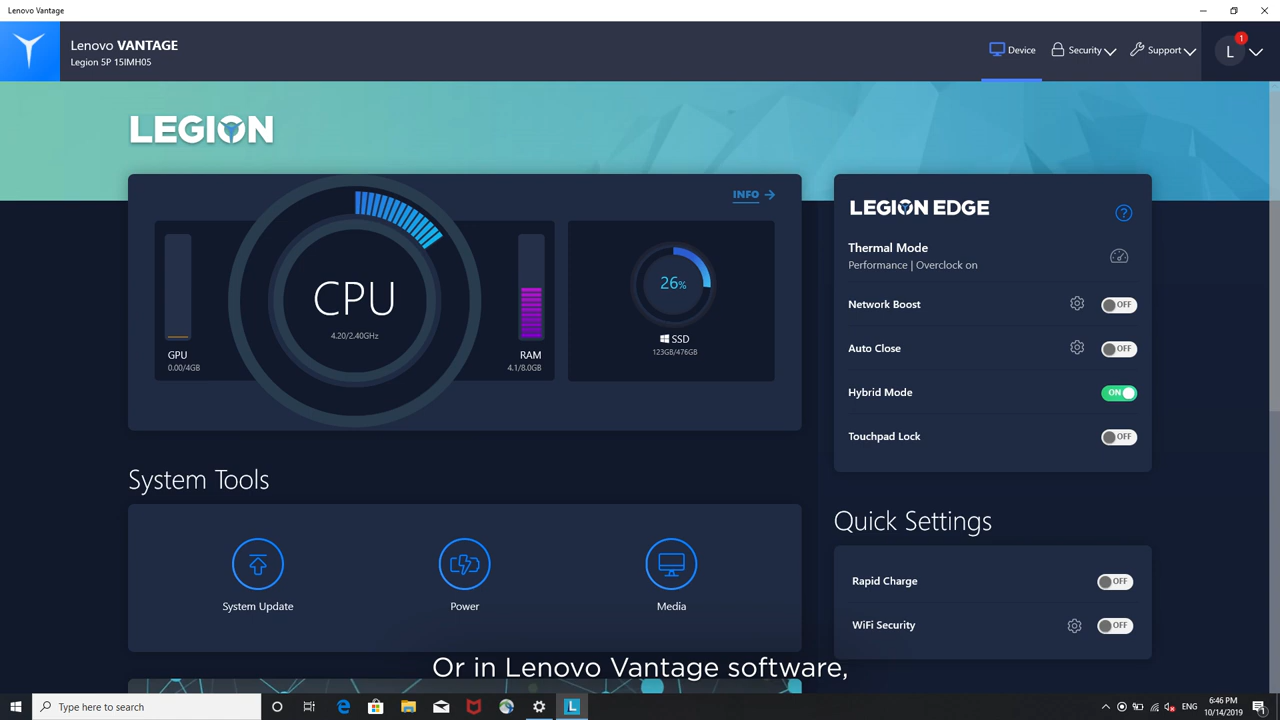 Lenovo Vantage
Lenovo VANTAGE
Legion 5P 15IMH05
Device
Security
Support
L
1
LEGION
INFO
GPU
0.00/4GB
CPU
4.20/2.40GHz
RAM
4.1/8.0GB
26%
SSD
123GB/476GB
LEGION EDGE
?
Thermal Mode
Performance | Overclock on
Network Boost
OFF
Auto Close
OFF
Hybrid Mode
ON
Touchpad Lock
OFF
System Tools
System Update
Power
Media
Quick Settings
Rapid Charge
OFF
WiFi Security
OFF
Or in Lenovo Vantage software,
Type here to search
L
ENG
6:46 PM
10/14/2019
1